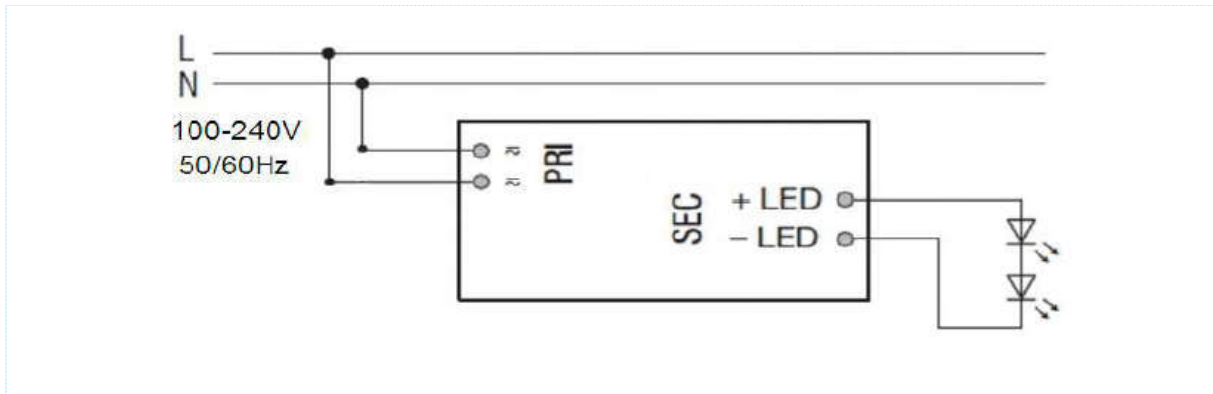 L
N
100-240V
50/60Hz
≈
≈
PRI
SEC
+ LED
– LED